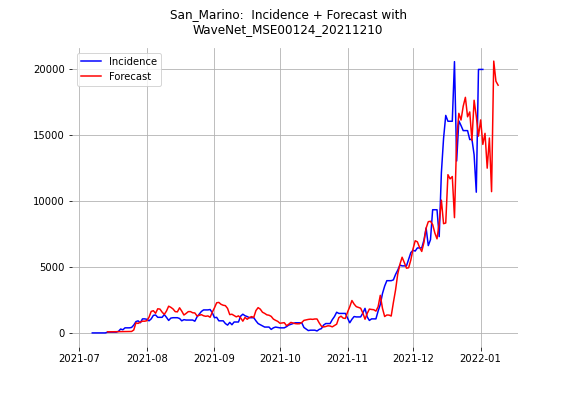 San_Marino:  Incidence + Forecast with
WaveNet_MSE00124_20211210
Incidence
Forecast
20000
15000
10000
5000
0
2021-07 2021-08 2021-09 2021-10 2021-11 2021-12 2022-01